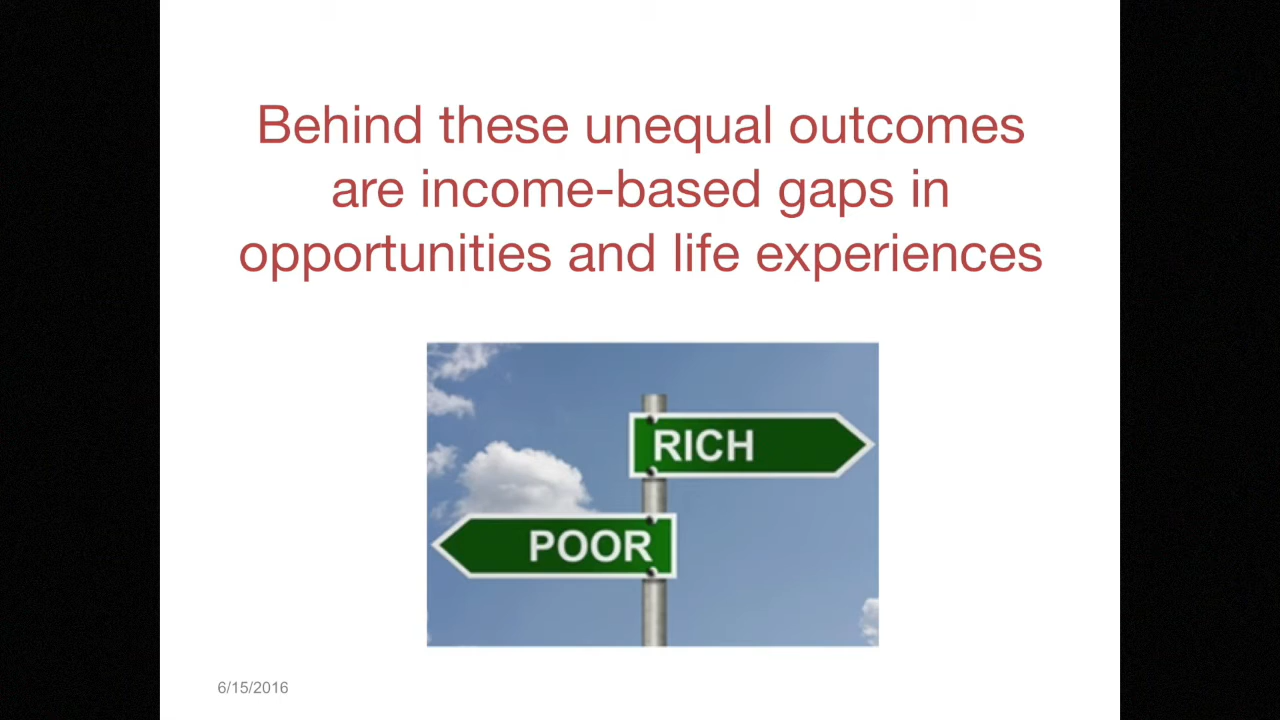 Behind these unequal outcomes
are income-based gaps in
opportunities and life experiences
RICH
POOR
6/15/2016